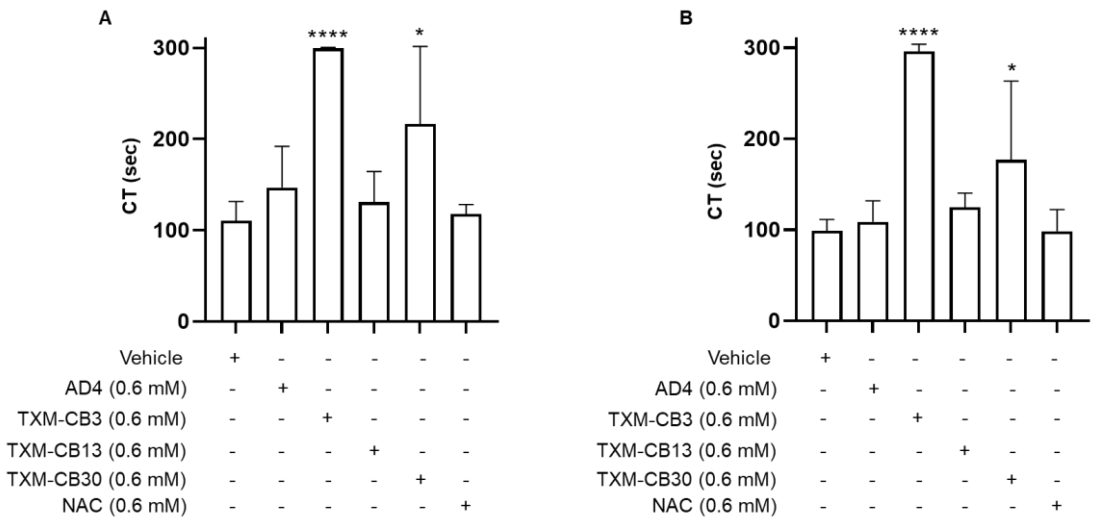 A
**** *
300
200
100
0
CT (sec)
Vehicle + - - - - -
AD4 (0.6 mM) - + - - - -
TXM-CB3 (0.6 mM) - - + - - -
TXM-CB13 (0.6 mM) - - - + - -
TXM-CB30 (0.6 mM) - - - - + -
NAC (0.6 mM) - - - - - +
B
****
*
300
200
100
0
CT (sec)
Vehicle + - - - - -
AD4 (0.6 mM) - + - - - -
TXM-CB3 (0.6 mM) - - + - - -
TXM-CB13 (0.6 mM) - - - + - -
TXM-CB30 (0.6 mM) - - - - + -
NAC (0.6 mM) - - - - - +